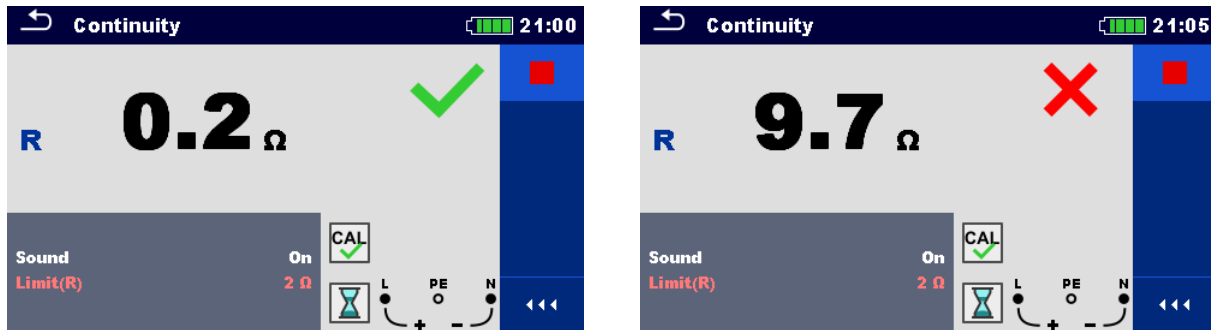 Continuity 21:00
R 0.2 Ω
CAL
Sound On
Limit(R) 2 Ω
L PE N
+ -
Continuity 21:05
R 9.7 Ω
CAL
Sound On
Limit(R) 2 Ω
L PE N
+ -